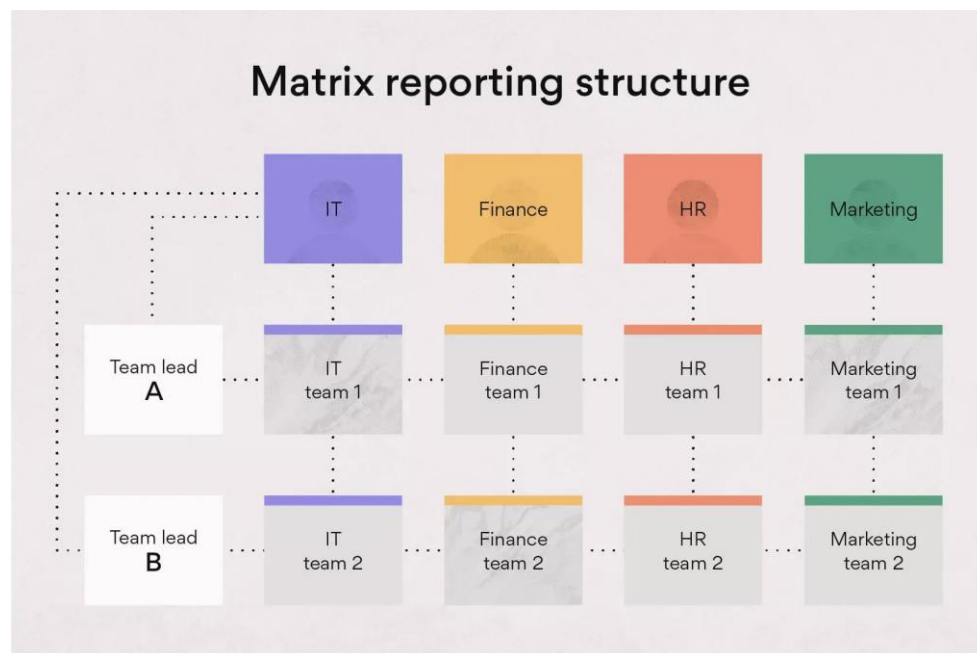 Matrix reporting structure
IT
Finance
HR
Marketing
Team lead
A
IT
team 1
Finance
team 1
HR
team 1
Marketing
team 1
Team lead
B
IT
team 2
Finance
team 2
HR
team 2
Marketing
team 2